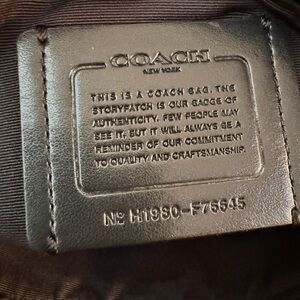 COACH
NEW YORK
THIS IS A COACH BAG. THE
STORYPATCH IS OUR BADGE OF
AUTHENTICITY. FEW PEOPLE MAY
SEE IT. BUT IT WILL ALWAYS BE A
REMINDER OF OUR COMMITMENT
TO QUALITY AND CRAFTSMANSHIP.
№ H1980-F76645